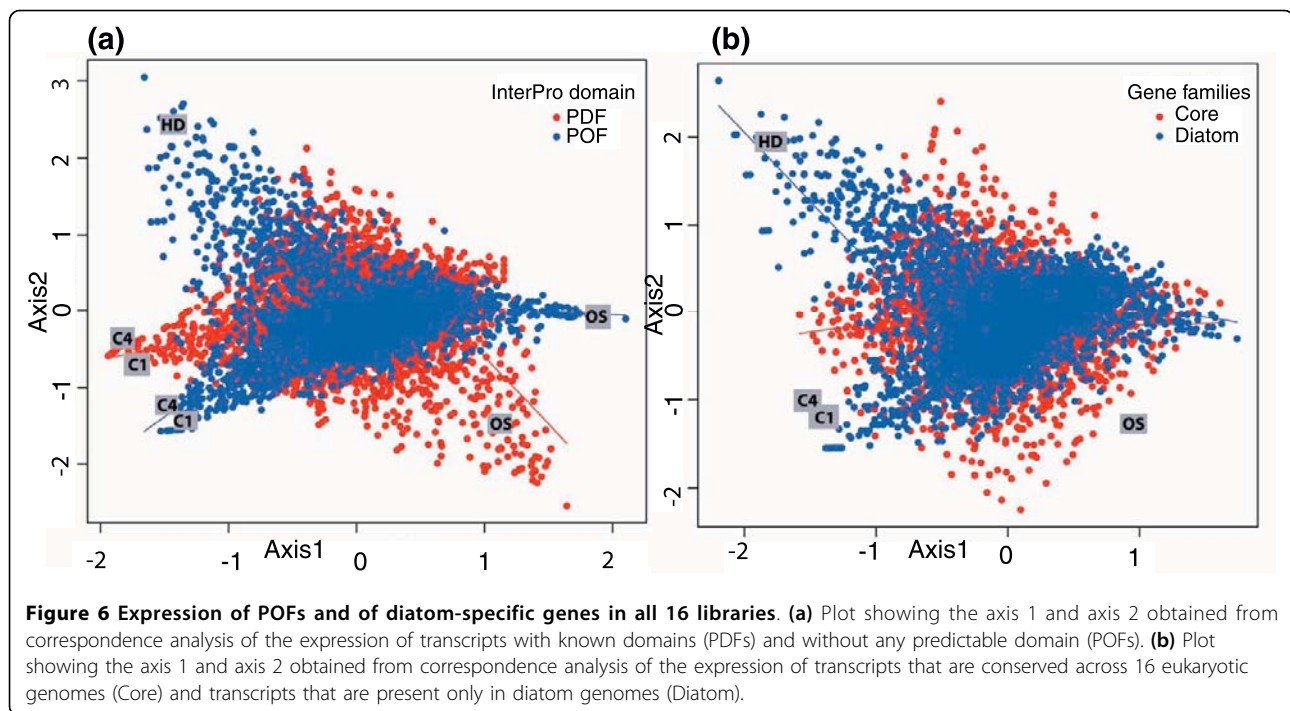 (a)
InterPro domain
PDF
POF
HD
C4
C1
C4
C1
OS
OS
3
2
1
0
-1
-2
Axis2
-2
-1
0
1
2
Axis1
(b)
Gene families
Core
Diatom
HD
C4
C1
OS
2
1
0
-1
-2
Axis2
-2
-1
0
1
Axis1
Figure 6 Expression of POFs and of diatom-specific genes in all 16 libraries. (a) Plot showing the axis 1 and axis 2 obtained from
correspondence analysis of the expression of transcripts with known domains (PDFs) and without any predictable domain (POFs). (b) Plot
showing the axis 1 and axis 2 obtained from correspondence analysis of the expression of transcripts that are conserved across 16 eukaryotic
genomes (Core) and transcripts that are present only in diatom genomes (Diatom).